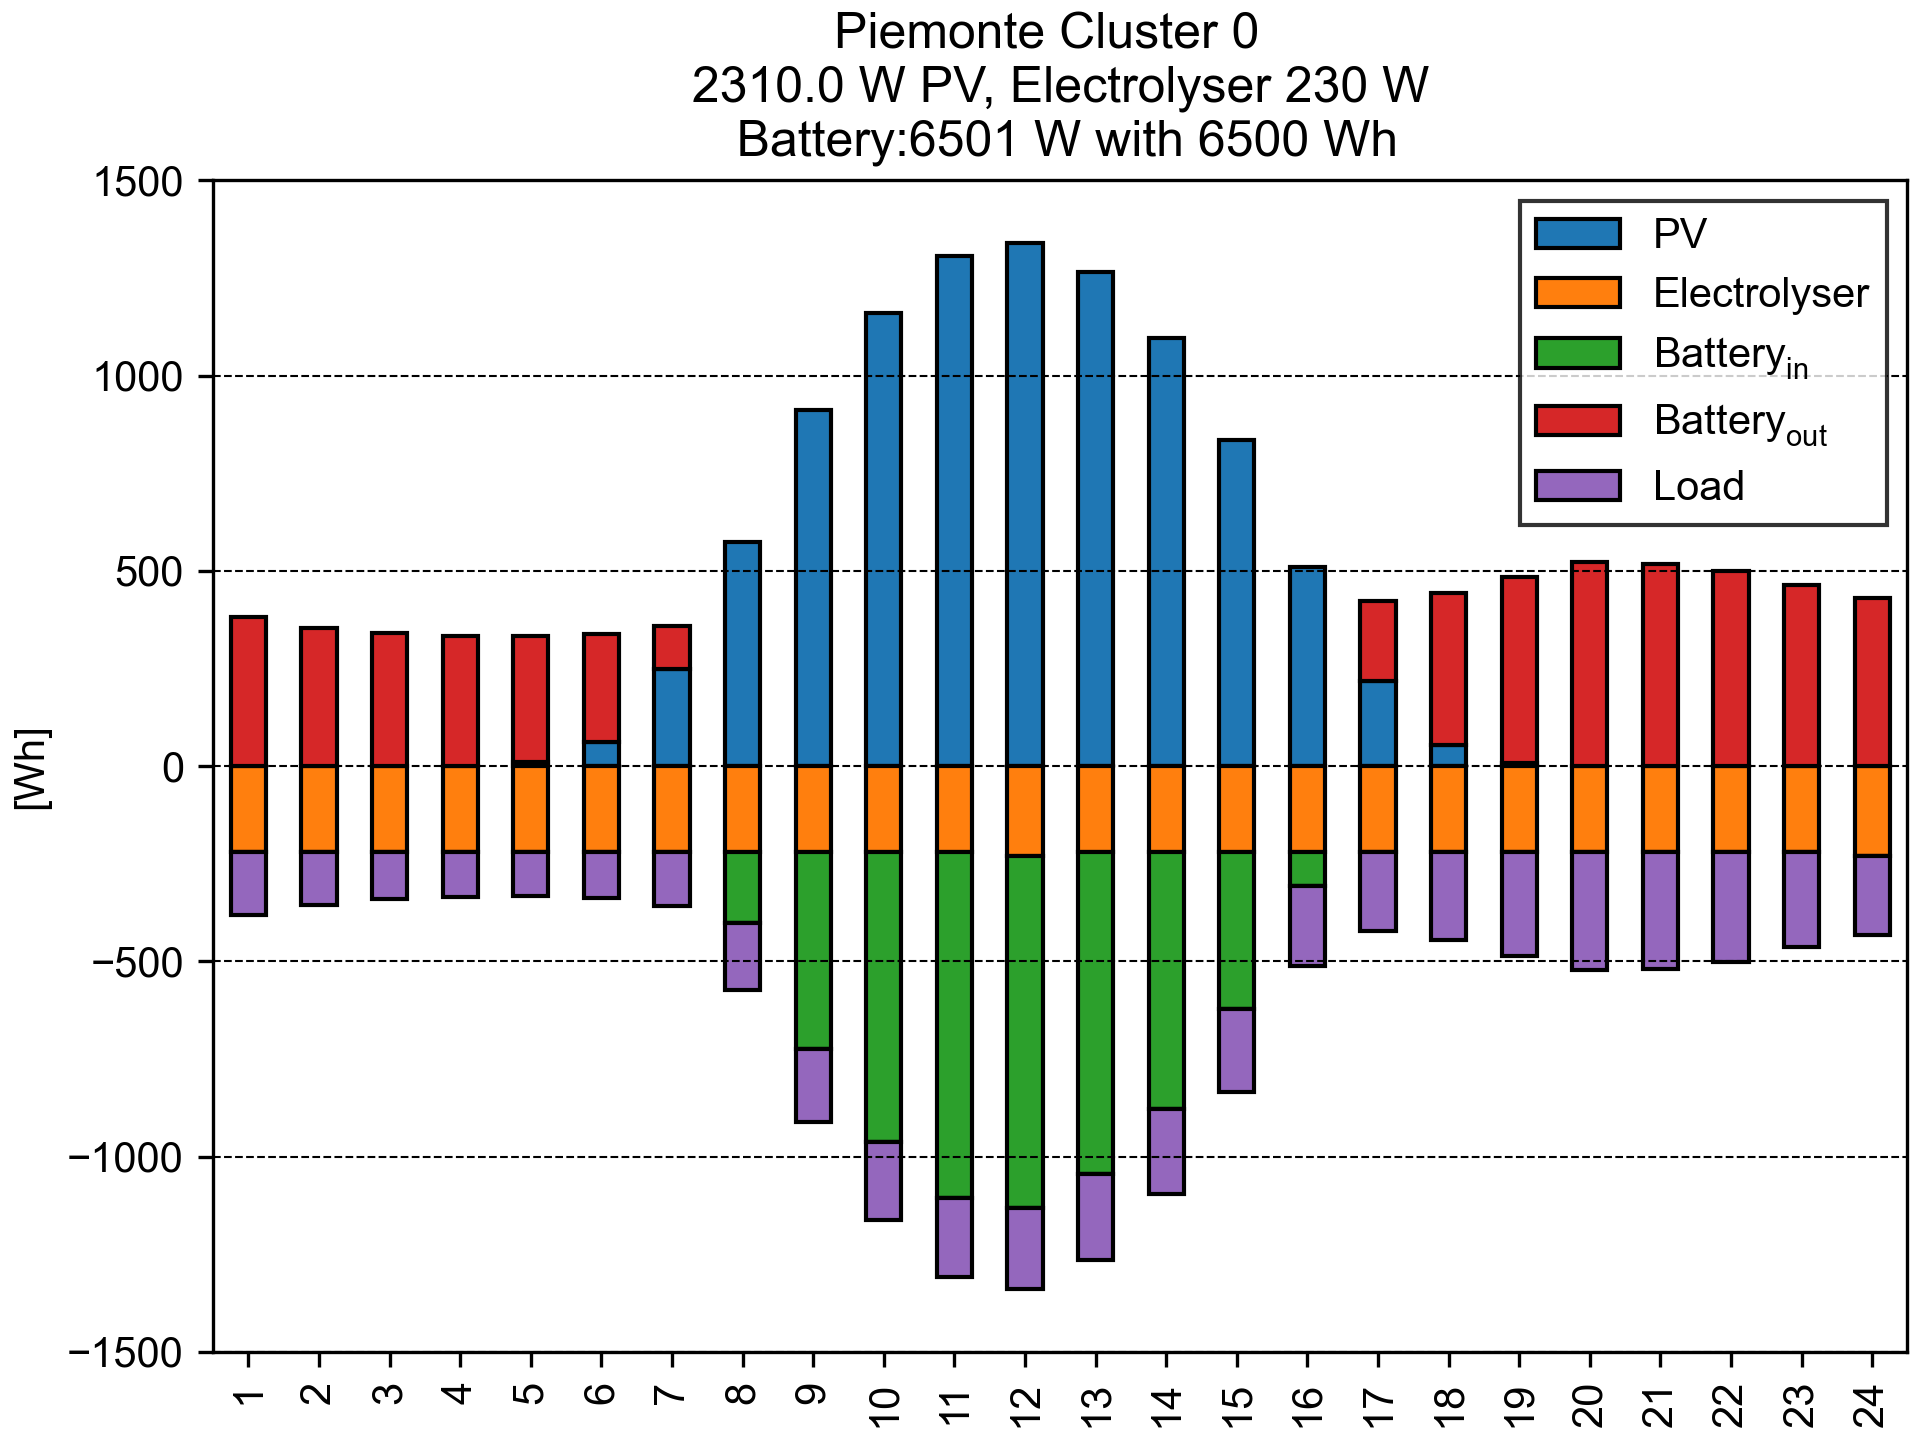 Piemonte Cluster 0
2310.0 W PV, Electrolyser 230 W
Battery:6501 W with 6500 Wh
1500
1000
500
0
−500
−1000
−1500
[Wh]
PV
Electrolyser
Battery_in
Battery_out
Load
1 2 3 4 5 6 7 8 9 10 11 12 13 14 15 16 17 18 19 20 21 22 23 24